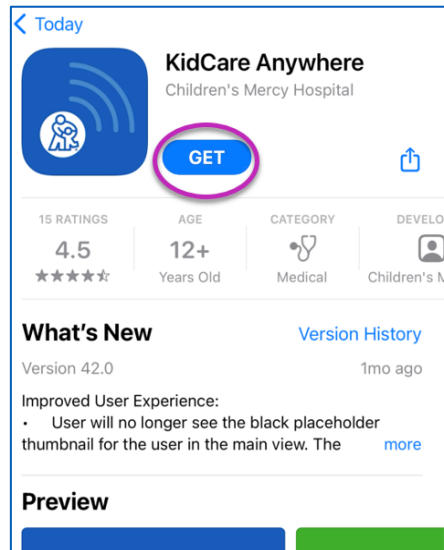 Today
KidCare Anywhere
Children's Mercy Hospital
GET
15 RATINGS AGE CATEGORY DEVELO
4.5 12+
Years Old Medical Children's M
What's New Version History
Version 42.0 1mo ago
Improved User Experience:
• User will no longer see the black placeholder
thumbnail for the user in the main view. The more
Preview